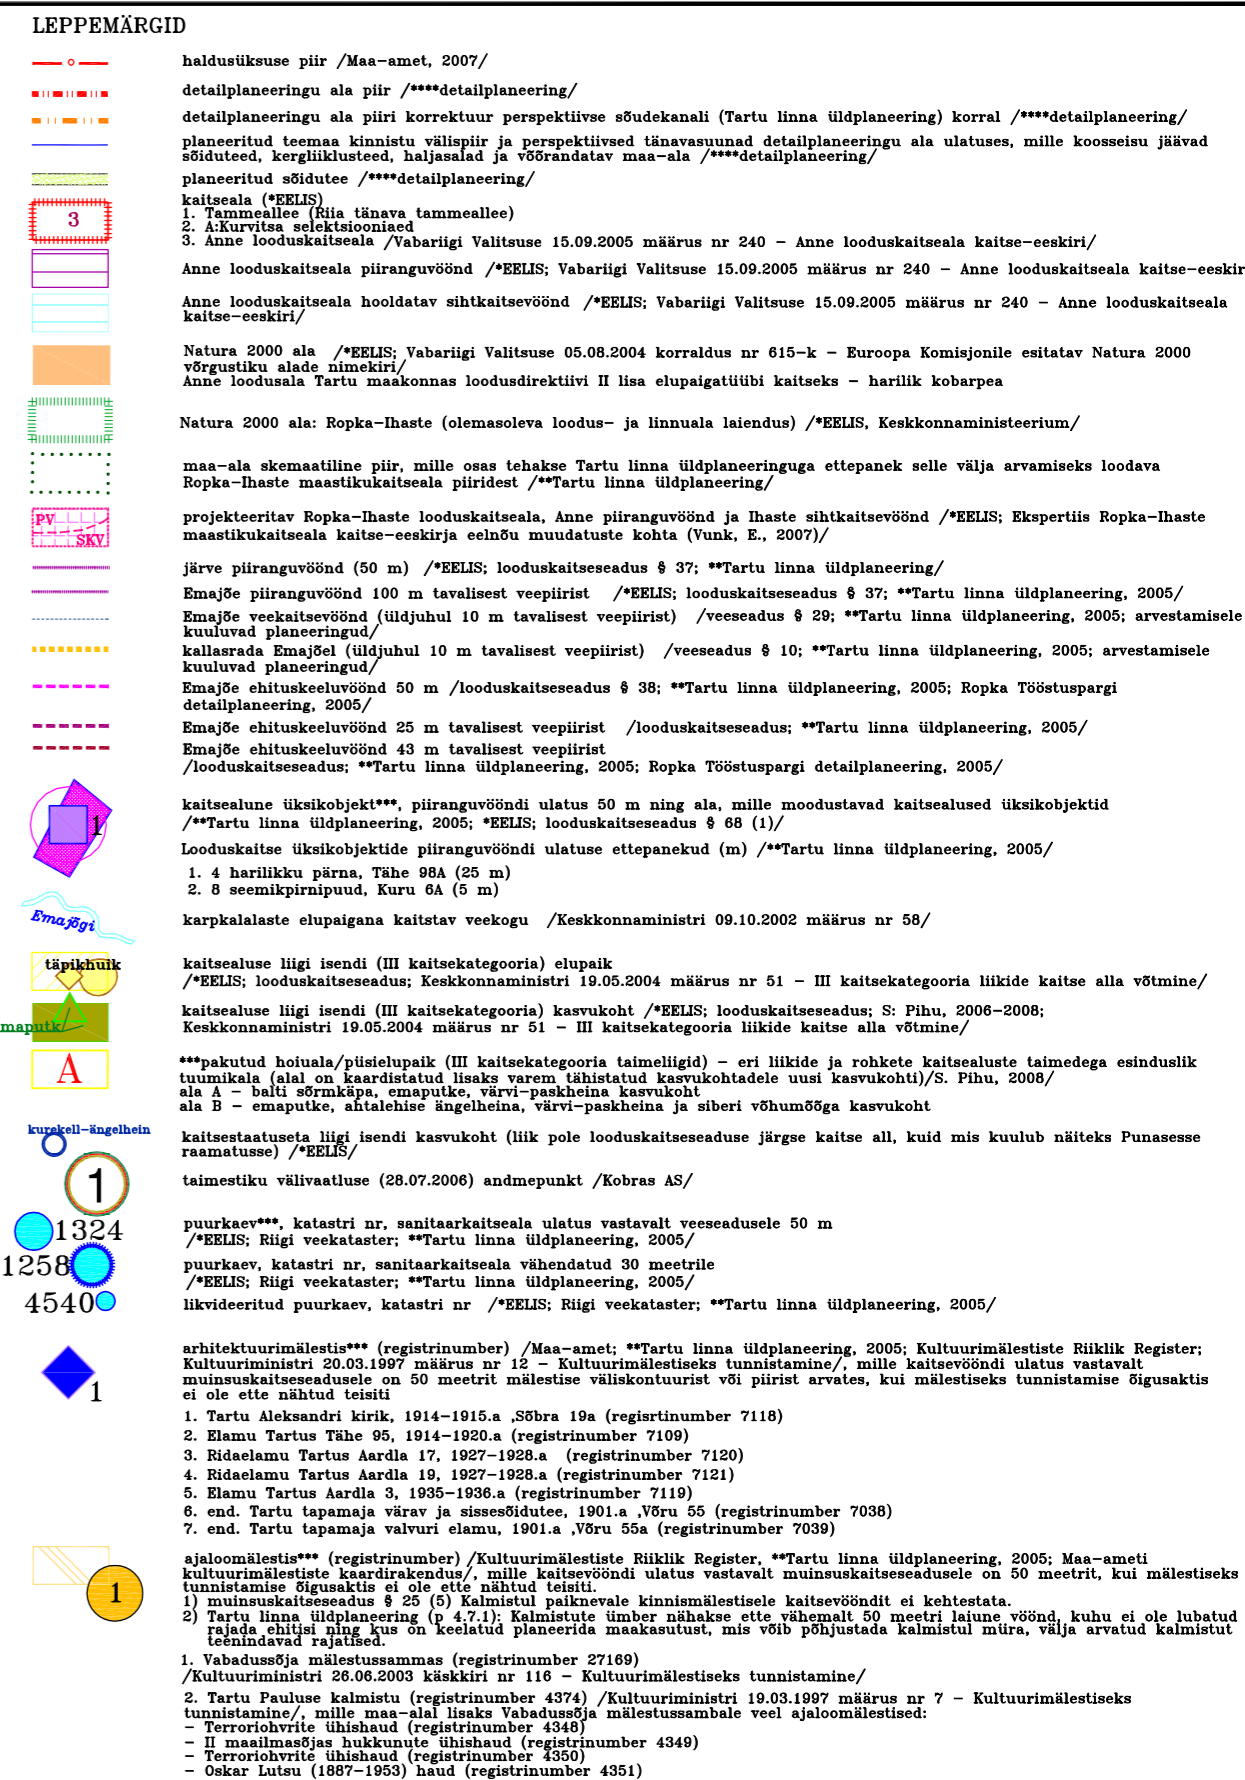 LEPPEMÄRGID
haldusüksuse piir /Maa-amet, 2007/
detailplaneeringu ala piir /****detailplaneering/
detailplaneeringu ala piiri korrektuur perspektiivse sõudekanali (Tartu linna üldplaneering) korral /****detailplaneering/
planeeritud teemaa kinnistu välispiir ja perspektiivsed tänavasuunad detailplaneeringu ala ulatuses, mille koosseisu jäävad
sõiduteed, kergliiklusteed, haljasalad ja võõrandatav maa-ala /****detailplaneering/
planeeritud sõidutee /****detailplaneering/
kaitseala (*EELIS)
1. Tammeallee (Riia tänava tammeallee)
3
2. A:Kurvitsa selektsiooniaed
3. Anne looduskaitseala /Vabariigi Valitsuse 15.09.2005 määrus nr 240 - Anne looduskaitseala kaitse-eeskiri/
Anne looduskaitseala piiranguvöönd /*EELIS; Vabariigi Valitsuse 15.09.2005 määrus nr 240 - Anne looduskaitseala kaitse-eeskir
Anne looduskaitseala hooldatav sihtkaitsevöönd /*EELIS; Vabariigi Valitsuse 15.09.2005 määrus nr 240 - Anne looduskaitseala
kaitse-eeskiri/
Natura 2000 ala /*EELIS; Vabariigi Valitsuse 05.08.2004 korraldus nr 615-k - Euroopa Komisjonile esitatav Natura 2000
võrgustiku alade nimekiri/
Anne loodusala Tartu maakonnas loodusdirektiivi II lisa elupaigatüübi kaitseks - harilik kobarpea
Natura 2000 ala: Ropka-Ihaste (olemasoleva loodus- ja linnuala laiendus) /*EELIS, Keskkonnaministeerium/
maa-ala skemaatiline piir, mille osas tehakse Tartu linna üldplaneeringuga ettepanek selle välja arvamiseks loodava
Ropka-Ihaste maastikukaitseala piiridest /**Tartu linna üldplaneering/
PV
SKV
projekteeritav Ropka-Ihaste looduskaitseala, Anne piiranguvöönd ja Ihaste sihtkaitsevöönd /*EELIS; Ekspertiis Ropka-Ihaste
maastikukaitseala kaitse-eeskirja eelnõu muudatuste kohta (Vunk, E., 2007)/
järve piiranguvöönd (50 m) /*EELIS; looduskaitseseadus § 37; **Tartu linna üldplaneering/
Emajõe piiranguvöönd 100 m tavalisest veepiirist /*EELIS; looduskaitseseadus § 37; **Tartu linna üldplaneering, 2005/
Emajõe veekaitsevöönd (üldjuhul 10 m tavalisest veepiirist) /veeseadus § 29; **Tartu linna üldplaneering, 2005; arvestamisele
kuuluvad planeeringud/
kallasrada Emajõel (üldjuhul 10 m tavalisest veepiirist) /veeseadus § 10; **Tartu linna üldplaneering, 2005; arvestamisele
kuuluvad planeeringud/
Emajõe ehituskeeluvöönd 50 m /looduskaitseseadus § 38; **Tartu linna üldplaneering, 2005; Ropka Tööstuspargi
detailplaneering, 2005/
Emajõe ehituskeeluvöönd 25 m tavalisest veepiirist /looduskaitseseadus; **Tartu linna üldplaneering, 2005/
Emajõe ehituskeeluvöönd 43 m tavalisest veepiirist
/looduskaitseseadus; **Tartu linna üldplaneering, 2005; Ropka Tööstuspargi detailplaneering, 2005/
1
kaitsealune üksikobjekt***, piiranguvööndi ulatus 50 m ning ala, mille moodustavad kaitsealused üksikobjektid
/**Tartu linna üldplaneering, 2005; *EELIS; looduskaitseseadus § 68 (1)/
Looduskaitse üksikobjektide piiranguvööndi ulatuse ettepanekud (m) /**Tartu linna üldplaneering, 2005/
1. 4 harilikku pärna, Tähe 98A (25 m)
2. 8 seemikpirnipuud, Kuru 6A (5 m)
Emajõgi
karpkalalaste elupaigana kaitstav veekogu /Keskkonnaministri 09.10.2002 määrus nr 58/
täpikhuik
kaitsealuse liigi isendi (III kaitsekategooria) elupaik
/*EELIS; looduskaitseseadus; Keskkonnaministri 19.05.2004 määrus nr 51 - III kaitsekategooria liikide kaitse alla võtmine/
maputk
kaitsealuse liigi isendi (III kaitsekategooria) kasvukoht /*EELIS; looduskaitseseadus; S: Pihu, 2006-2008;
Keskkonnaministri 19.05.2004 määrus nr 51 - III kaitsekategooria liikide kaitse alla võtmine/
A
***pakutud hoiuala/püsielupaik (III kaitsekategooria taimeliigid) - eri liikide ja rohkete kaitsealuste taimedega esinduslik
tuumikala (alal on kaardistatud lisaks varem tähistatud kasvukohtadele uusi kasvukohti)/S. Pihu, 2008/
ala A - balti sõrmkäpa, emaputke, värvi-paskheina kasvukoht
ala B - emaputke, ahtalehise ängelheina, värvi-paskheina ja siberi võhumõõga kasvukoht
kurekell-ängelhein
kaitsestaatuseta liigi isendi kasvukoht (liik pole looduskaitseseaduse järgse kaitse all, kuid mis kuulub näiteks Punasesse
raamatusse) /*EELIS/
1
taimestiku välivaatluse (28.07.2006) andmepunkt /Kobras AS/
1324
puurkaev***, katastri nr, sanitaarkaitseala ulatus vastavalt veeseadusele 50 m
/*EELIS; Riigi veekataster; **Tartu linna üldplaneering, 2005/
1258
puurkaev, katastri nr, sanitaarkaitseala vähendatud 30 meetrile
/*EELIS; Riigi veekataster; **Tartu linna üldplaneering, 2005/
4540
likvideeritud puurkaev, katastri nr /*EELIS; Riigi veekataster; **Tartu linna üldplaneering, 2005/
1
arhitektuurimälestis*** (registrinumber) /Maa-amet; **Tartu linna üldplaneering, 2005; Kultuurimälestiste Riiklik Register;
Kultuuriministri 20.03.1997 määrus nr 12 - Kultuurimälestiseks tunnistamine/, mille kaitsevööndi ulatus vastavalt
muinsuskaitseseadusele on 50 meetrit mälestise väliskontuurist või piirist arvates, kui mälestiseks tunnistamise õigusaktis
ei ole ette nähtud teisiti
1. Tartu Aleksandri kirik, 1914-1915.a ,Sõbra 19a (regisrtinumber 7118)
2. Elamu Tartus Tähe 95, 1914-1920.a (registrinumber 7109)
3. Ridaelamu Tartus Aardla 17, 1927-1928.a (registrinumber 7120)
4. Ridaelamu Tartus Aardla 19, 1927-1928.a (registrinumber 7121)
5. Elamu Tartus Aardla 3, 1935-1936.a (registrinumber 7119)
6. end. Tartu tapamaja värav ja sissesõidutee, 1901.a ,Võru 55 (registrinumber 7038)
7. end. Tartu tapamaja valvuri elamu, 1901.a ,Võru 55a (registrinumber 7039)
1
ajaloomälestis*** (registrinumber) /Kultuurimälestiste Riiklik Register, **Tartu linna üldplaneering, 2005; Maa-ameti
kultuurimälestiste kaardirakendus/, mille kaitsevööndi ulatus vastavalt muinsuskaitseseadusele on 50 meetrit, kui mälestiseks
tunnistamise õigusaktis ei ole ette nähtud teisiti.
1) muinsuskaitseseadus § 25 (5) Kalmistul paiknevale kinnismälestisele kaitsevööndit ei kehtestata.
2) Tartu linna üldplaneering (p 4.7.1): Kalmistute ümber nähakse ette vähemalt 50 meetri laiune vöönd, kuhu ei ole lubatud
rajada ehitisi ning kus on keelatud planeerida maakasutust, mis võib põhjustada kalmistul müra, välja arvatud kalmistut
teenindavad rajatised.
1. Vabadussõja mälestussammas (registrinumber 27169)
/Kultuuriministri 26.06.2003 käskkiri nr 116 - Kultuurimälestiseks tunnistamine/
2. Tartu Pauluse kalmistu (registrinumber 4374) /Kultuuriministri 19.03.1997 määrus nr 7 - Kultuurimälestiseks
tunnistamine/, mille maa-alal lisaks Vabadussõja mälestussambale veel ajaloomälestised:
- Terroriohvrite ühishaud (registrinumber 4348)
- II maailmasõjas hukkunute ühishaud (registrinumber 4349)
- Terroriohvrite ühishaud (registrinumber 4350)
- Oskar Lutsu (1887-1953) haud (registrinumber 4351)